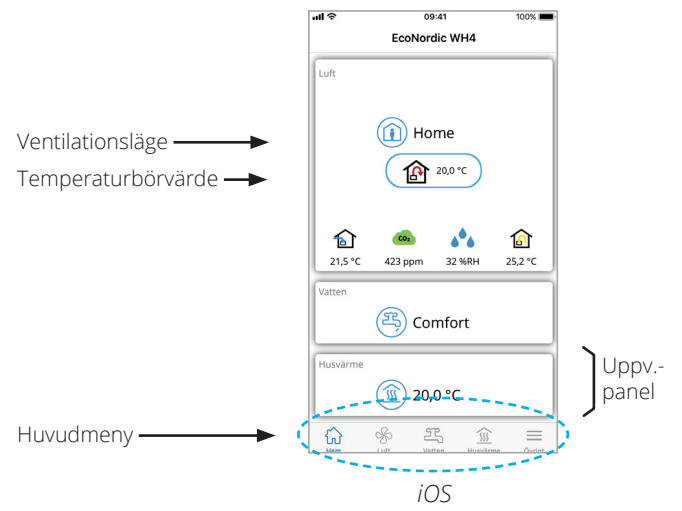 09:41
100%
EcoNordic WH4
Luft
Home
Ventilationsläge
20,0 °C
Temperaturbörvärde
CO₂
21,5 °C 423 ppm 32 %RH 25,2 °C
Vatten
Comfort
Husvärme
20,0 °C
Uppv.-
panel
Huvudmeny
Hem Luft Vatten Husvärme Övrigt
iOS